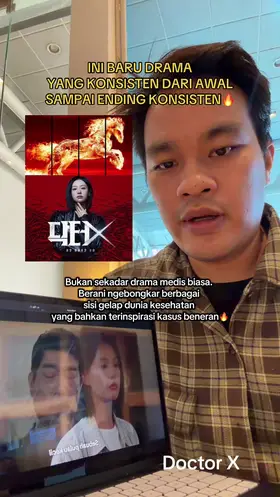 INI BARU DRAMA
YANG KONSISTEN DARI AWAL
SAMPAI ENDING KONSISTEN🔥
닥터X
Bukan sekadar drama medis biasa.
Berani ngebongkar berbagai
sisi gelap dunia kesehatan
yang bahkan terinspirasi kasus beneran🔥
Doctor X